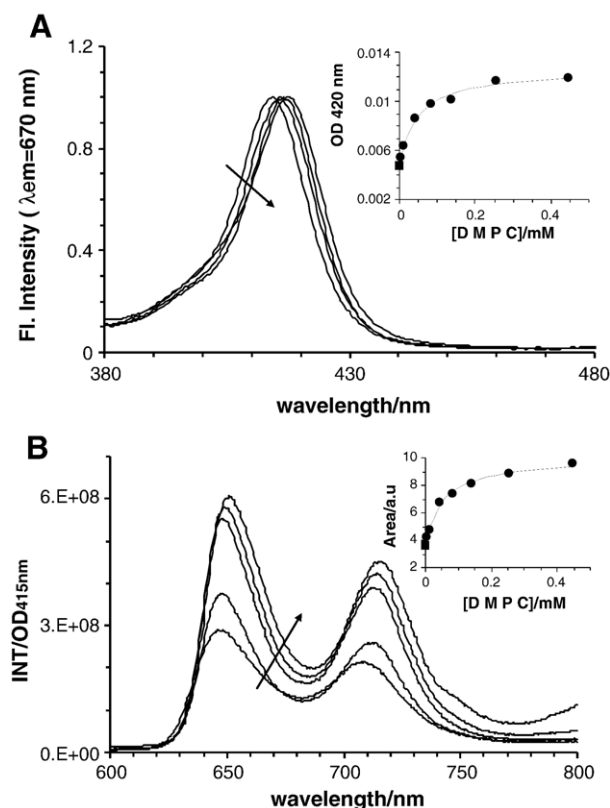 A
Fl. Intensity ( λem=670 nm)
1.2
0.8
0.4
0
380
430
480
wavelength/nm
OD 420 nm
0.014
0.01
0.006
0.002
0
0.2
0.4
[D M P C]/mM
B
INT/OD415nm
6.E+08
3.E+08
0.E+00
600
650
700
750
800
wavelength/nm
Area/a.u
10
8
6
4
2
0
0.2
0.4
[D M P C]/mM